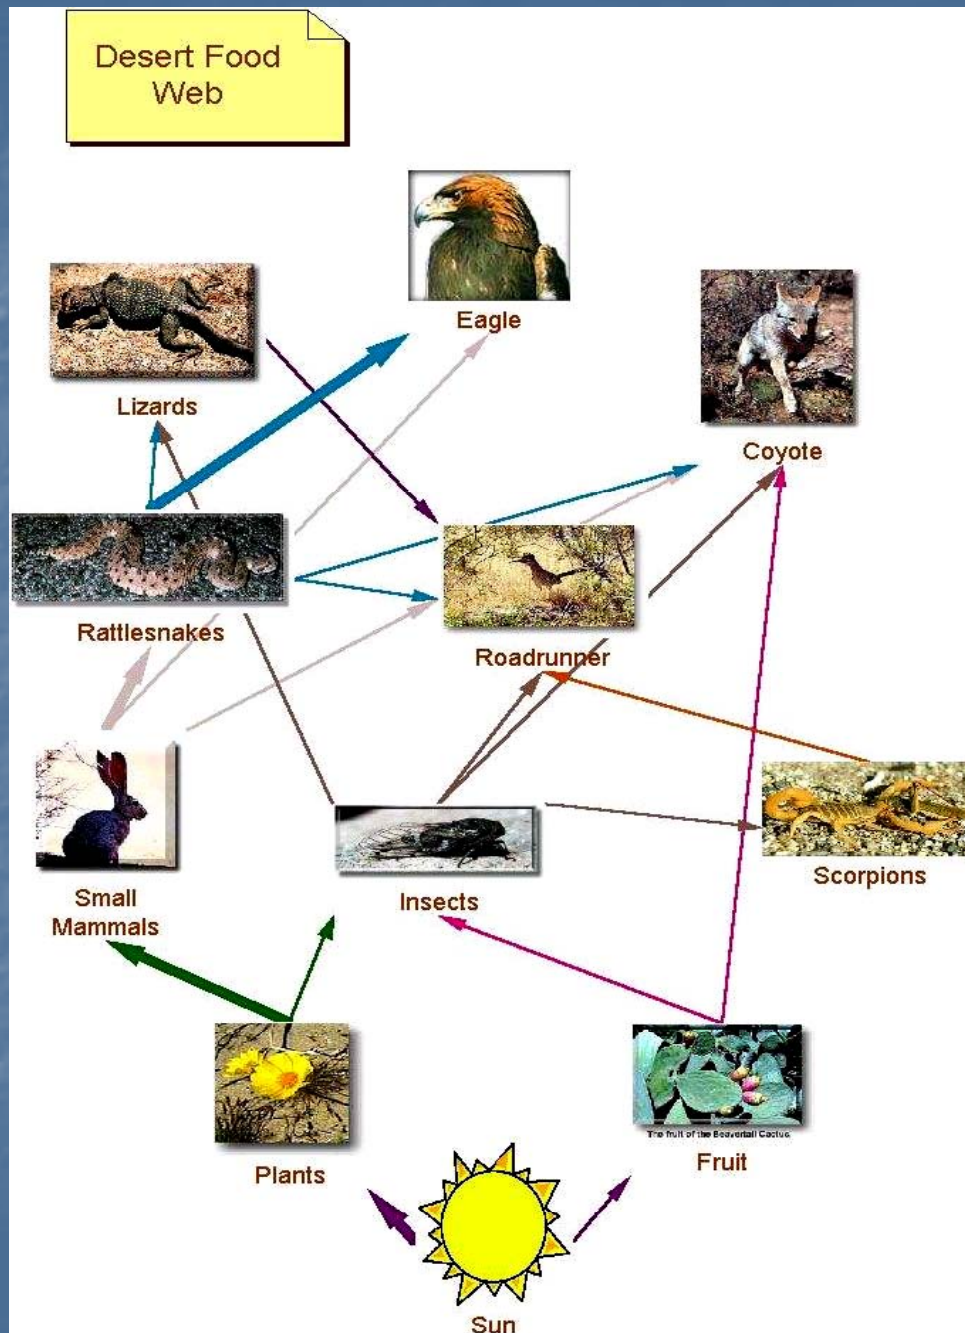 Desert Food
Web
Eagle
Lizards
Coyote
Rattlesnakes
Roadrunner
Small
Mammals
Insects
Scorpions
The fruit of the Beavertail Cactus.
Plants
Fruit
Sun